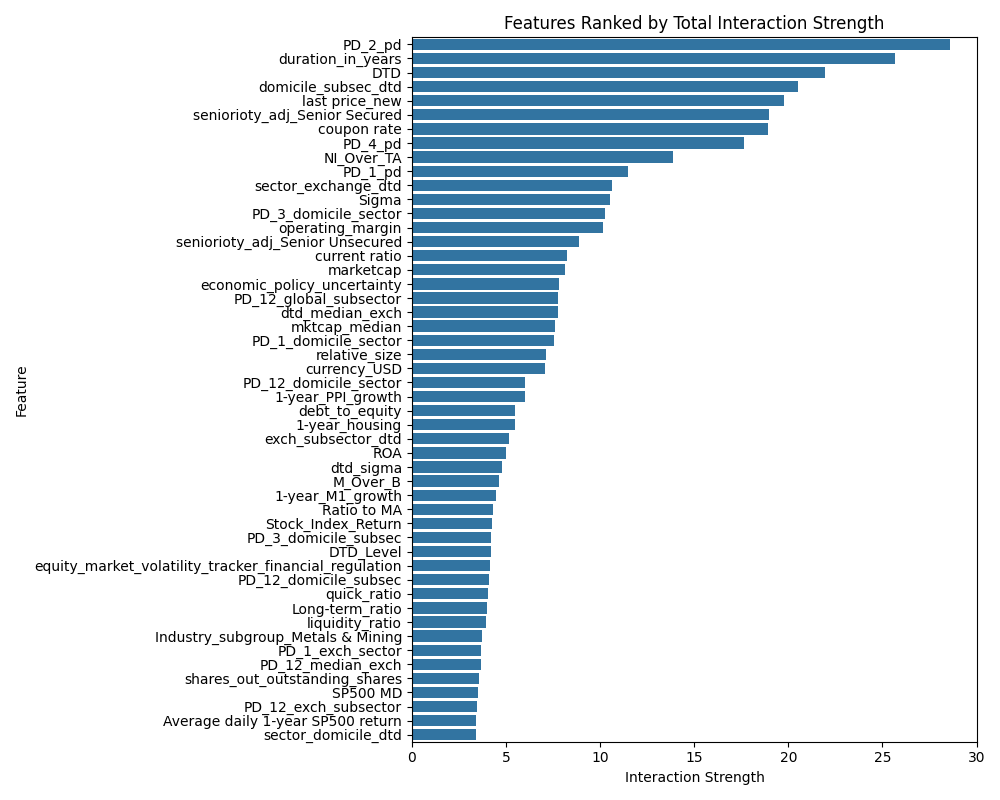 Features Ranked by Total Interaction Strength
PD_2_pd
duration_in_years
DTD
domicile_subsec_dtd
last price_new
seniorioty_adj_Senior Secured
coupon rate
PD_4_pd
NI_Over_TA
PD_1_pd
sector_exchange_dtd
Sigma
PD_3_domicile_sector
operating_margin
seniorioty_adj_Senior Unsecured
current ratio
marketcap
economic_policy_uncertainty
PD_12_global_subsector
dtd_median_exch
mktcap_median
PD_1_domicile_sector
relative_size
currency_USD
PD_12_domicile_sector
1-year_PPI_growth
debt_to_equity
1-year_housing
exch_subsector_dtd
ROA
dtd_sigma
M_Over_B
1-year_M1_growth
Ratio to MA
Stock_Index_Return
PD_3_domicile_subsec
DTD_Level
equity_market_volatility_tracker_financial_regulation
PD_12_domicile_subsec
quick_ratio
Long-term_ratio
liquidity_ratio
Industry_subgroup_Metals & Mining
PD_1_exch_sector
PD_12_median_exch
shares_out_outstanding_shares
SP500 MD
PD_12_exch_subsector
Average daily 1-year SP500 return
sector_domicile_dtd
Feature
0 5 10 15 20 25 30
Interaction Strength